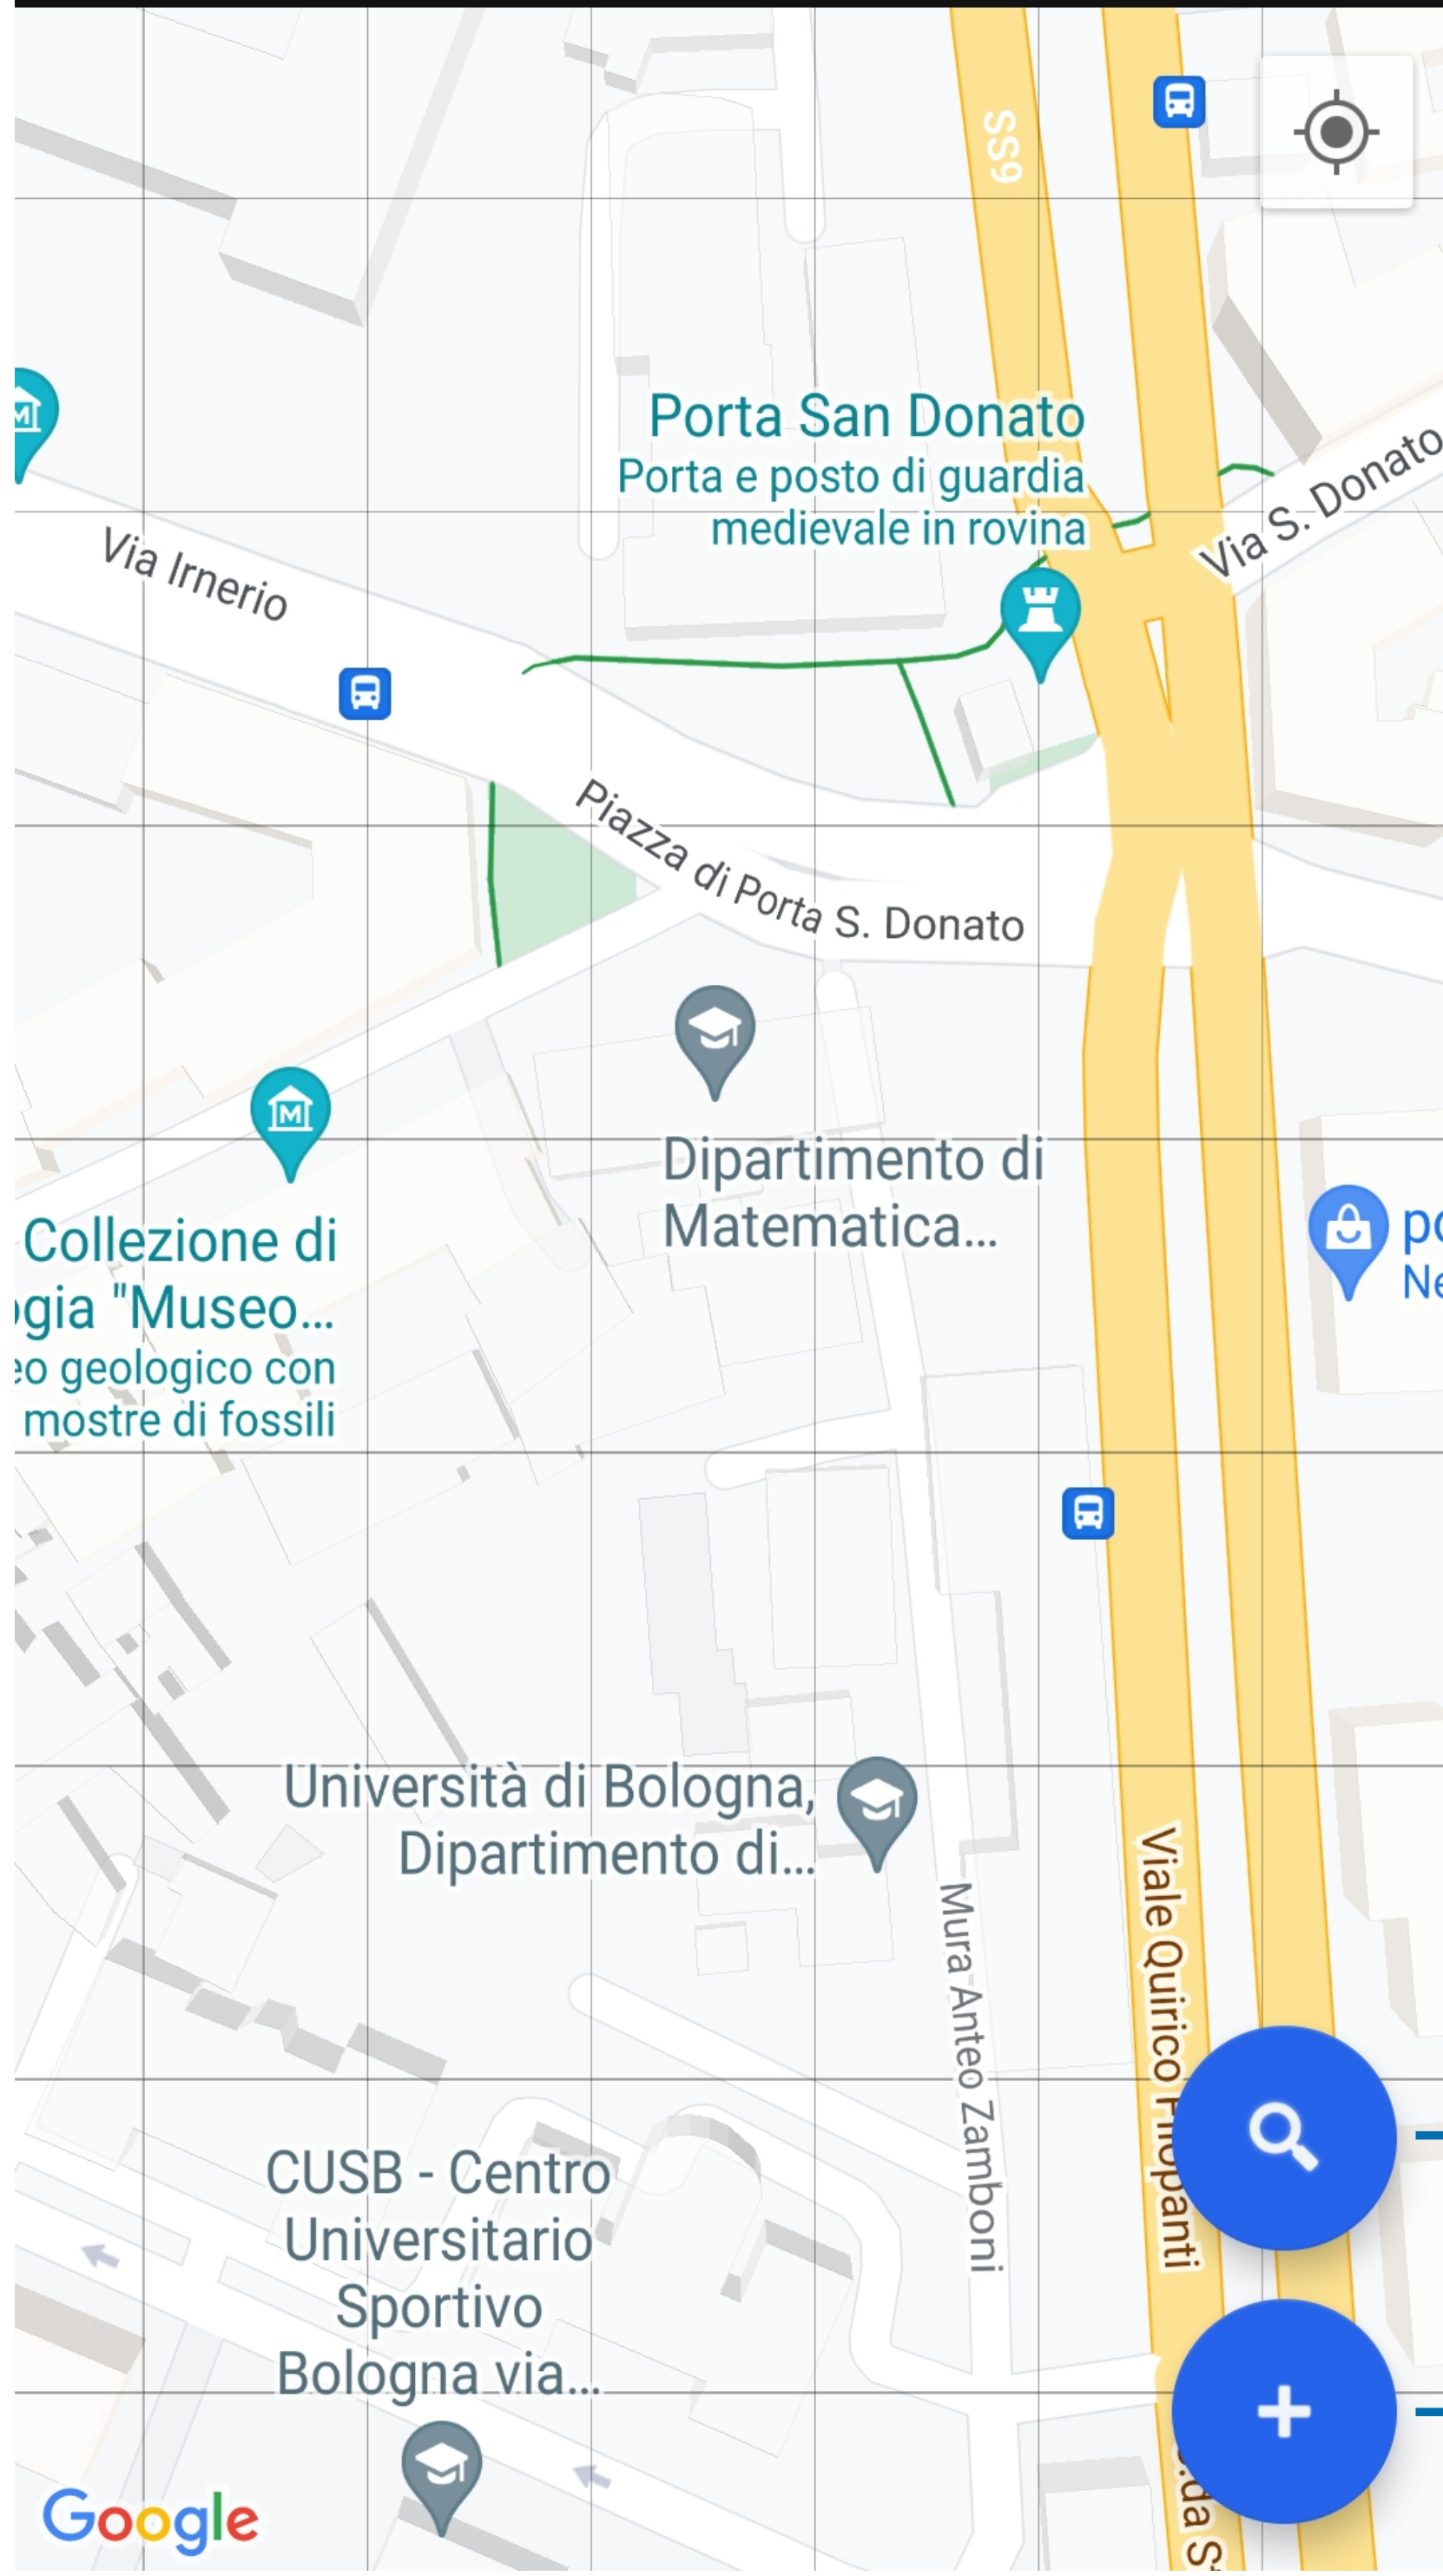 SS9
Porta San Donato
Porta e posto di guardia
medievale in rovina
Via S. Donato
Via Irnerio
Piazza di Porta S. Donato
Dipartimento di
Matematica...
Collezione di
gia "Museo...
o geologico con
mostre di fossili
Università di Bologna,
Dipartimento di...
Mura Anteo Zamboni
Viale Quirico Filopanti
CUSB - Centro
Universitario
Sportivo
Bologna via...
Google